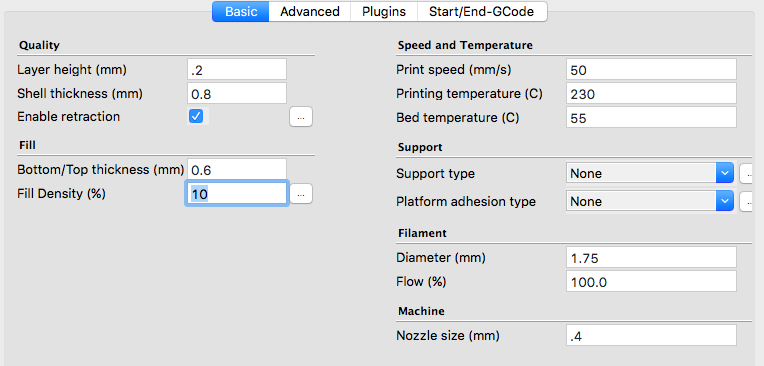 Basic Advanced Plugins Start/End-GCode
Quality
Layer height (mm) .2
Shell thickness (mm) 0.8
Enable retraction ...
Fill
Bottom/Top thickness (mm) 0.6
Fill Density (%) 10 ...
Speed and Temperature
Print speed (mm/s) 50
Printing temperature (C) 230
Bed temperature (C) 55
Support
Support type None ..
Platform adhesion type None ..
Filament
Diameter (mm) 1.75
Flow (%) 100.0
Machine
Nozzle size (mm) .4